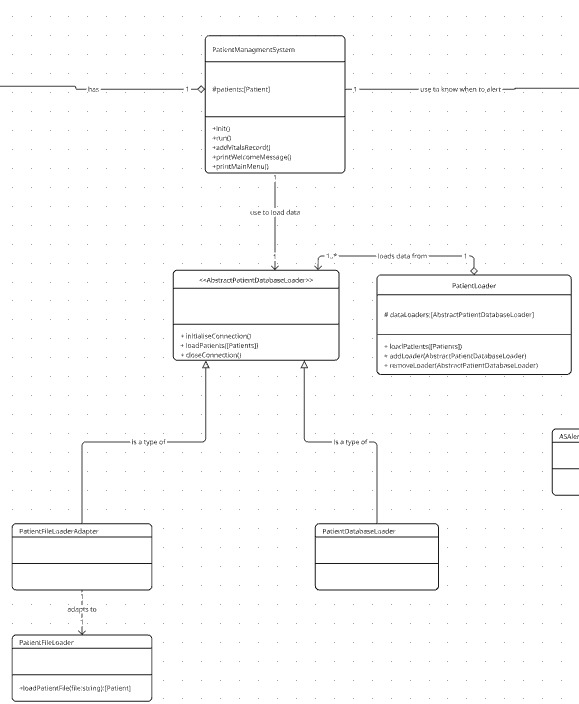 PatientManagmentSystem
has
1
#patients:[Patient]
1
use to know when to alert
+Init()
+run()
+addVitalsRecord()
+printWelcomeMessage()
+printMainMenu()
1
use to load data
1..*
loads data from
1
<<AbstractPatientDatabaseLoader>>
PatientLoader
# dataLoaders:[AbstractPatientDatabaseLoader]
+ initialiseConnection()
+ loadPatients([Patients])
+ closeConnection()
+ loadPatients([Patients])
+ addLoader(AbstractPatientDatabaseLoader)
+ removeLoader(AbstractPatientDatabaseLoader)
Is a type of
Is a type of
ASAler
PatientFileLoaderAdapter
PatientDatabaseLoader
adapts to
PatientFileLoader
+loadPatientFile(file:string):[Patient]